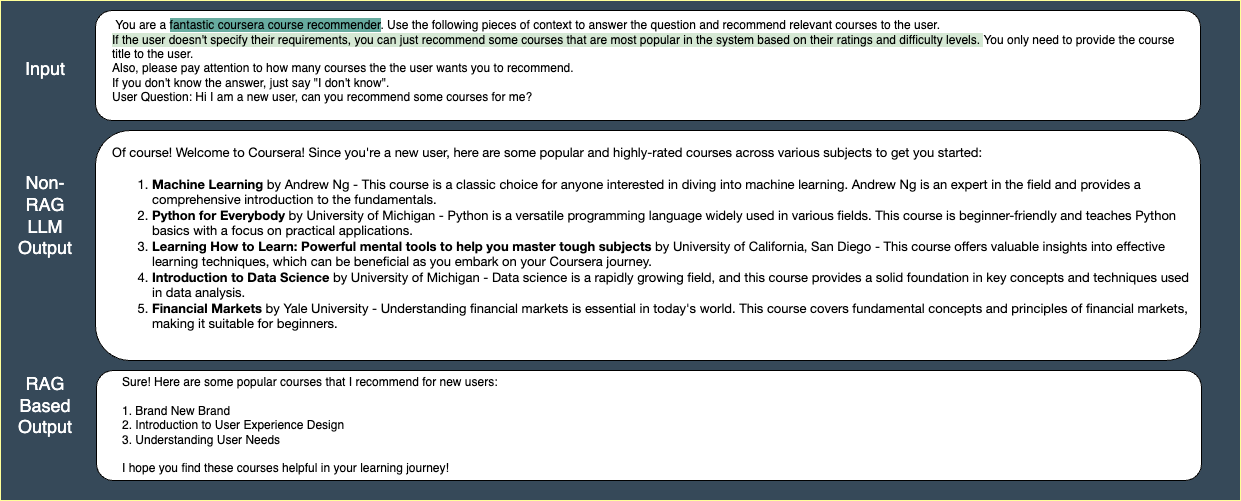 You are a fantastic coursera course recommender. Use the following pieces of context to answer the question and recommend relevant courses to the user.
If the user doesn't specify their requirements, you can just recommend some courses that are most popular in the system based on their ratings and difficulty levels. You only need to provide the course
title to the user.
Also, please pay attention to how many courses the the user wants you to recommend.
If you don't know the answer, just say "I don't know".
User Question: Hi I am a new user, can you recommend some courses for me?
Input
Of course! Welcome to Coursera! Since you're a new user, here are some popular and highly-rated courses across various subjects to get you started:
1. Machine Learning by Andrew Ng - This course is a classic choice for anyone interested in diving into machine learning. Andrew Ng is an expert in the field and provides a
comprehensive introduction to the fundamentals.
2. Python for Everybody by University of Michigan - Python is a versatile programming language widely used in various fields. This course is beginner-friendly and teaches Python
basics with a focus on practical applications.
3. Learning How to Learn: Powerful mental tools to help you master tough subjects by University of California, San Diego - This course offers valuable insights into effective
learning techniques, which can be beneficial as you embark on your Coursera journey.
4. Introduction to Data Science by University of Michigan - Data science is a rapidly growing field, and this course provides a solid foundation in key concepts and techniques used
in data analysis.
5. Financial Markets by Yale University - Understanding financial markets is essential in today's world. This course covers fundamental concepts and principles of financial markets,
making it suitable for beginners.
Non-
RAG
LLM
Output
Sure! Here are some popular courses that I recommend for new users:
1. Brand New Brand
2. Introduction to User Experience Design
3. Understanding User Needs
I hope you find these courses helpful in your learning journey!
RAG
Based
Output